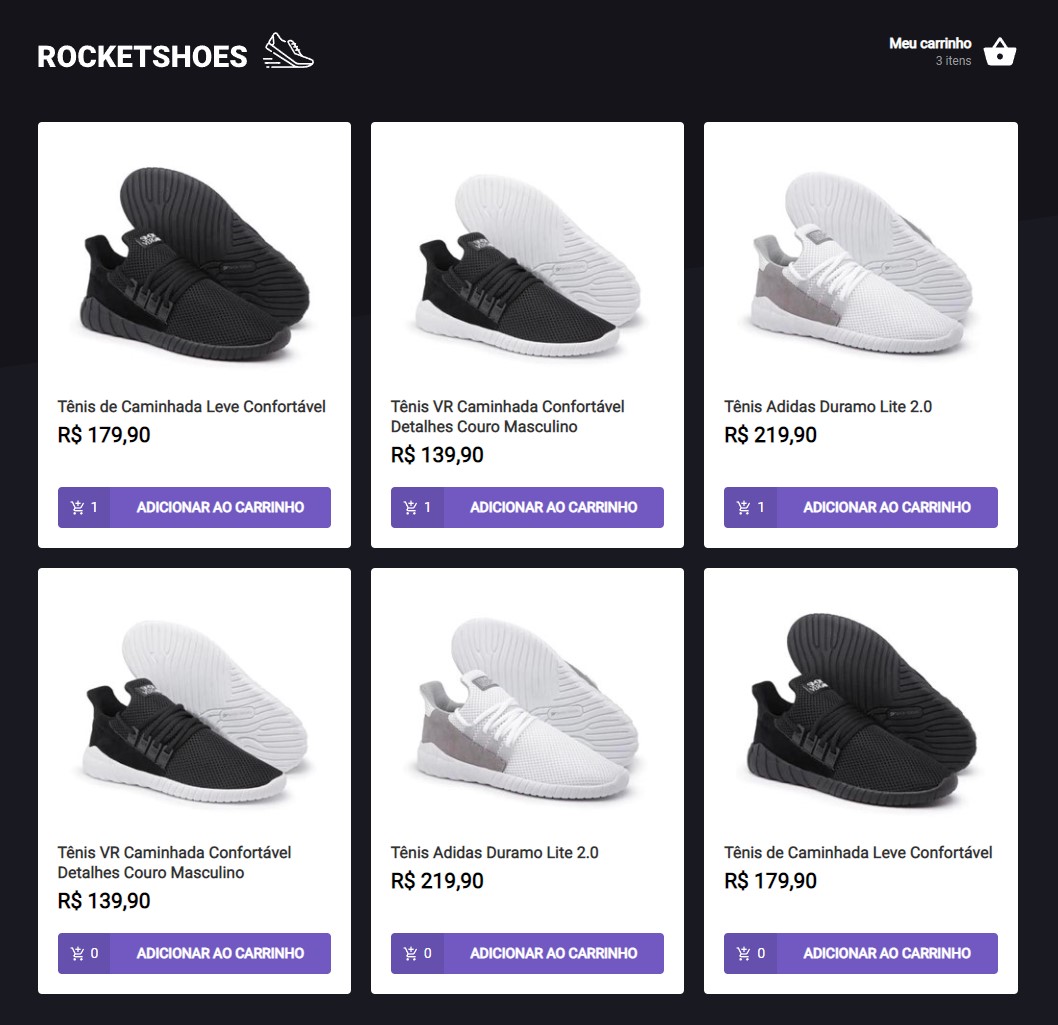 ROCKETSHOES
Meu carrinho
3 itens
Tênis de Caminhada Leve Confortável
R$ 179,90
1 ADICIONAR AO CARRINHO
Tênis VR Caminhada Confortável
Detalhes Couro Masculino
R$ 139,90
1 ADICIONAR AO CARRINHO
Tênis Adidas Duramo Lite 2.0
R$ 219,90
1 ADICIONAR AO CARRINHO
Tênis VR Caminhada Confortável
Detalhes Couro Masculino
R$ 139,90
0 ADICIONAR AO CARRINHO
Tênis Adidas Duramo Lite 2.0
R$ 219,90
0 ADICIONAR AO CARRINHO
Tênis de Caminhada Leve Confortável
R$ 179,90
0 ADICIONAR AO CARRINHO